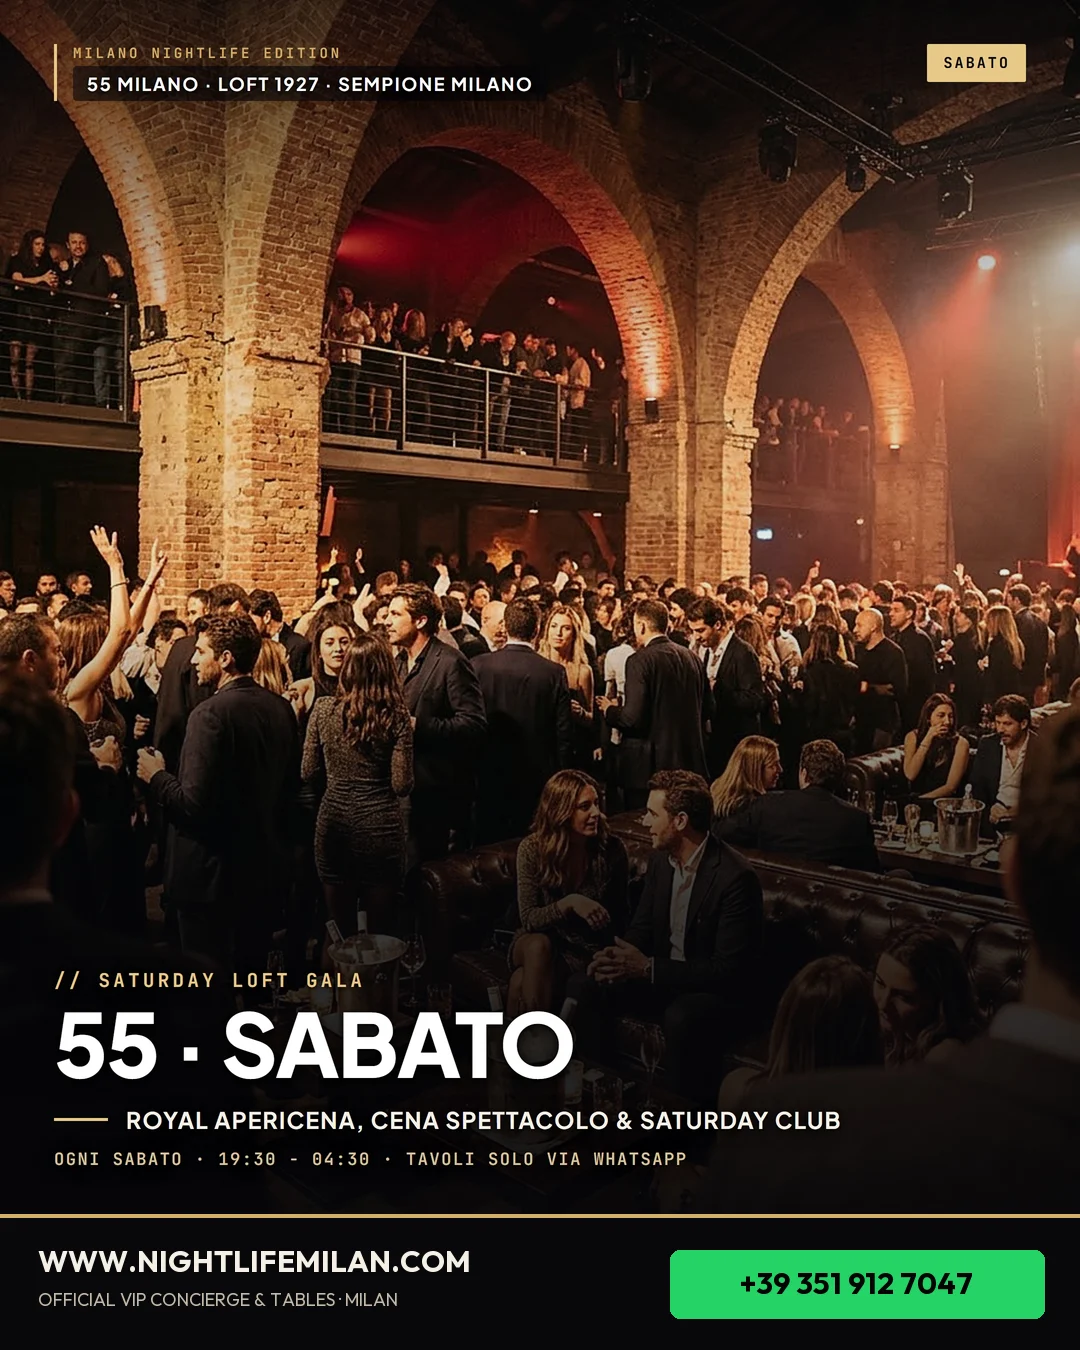 MILANO NIGHTLIFE EDITION
55 MILANO · LOFT 1927 · SEMPIONE MILANO
SABATO
// SATURDAY LOFT GALA
55 · SABATO
ROYAL APERICENA, CENA SPETTACOLO & SATURDAY CLUB
OGNI SABATO · 19:30 - 04:30 · TAVOLI SOLO VIA WHATSAPP
WWW.NIGHTLIFEMILAN.COM
OFFICIAL VIP CONCIERGE & TABLES · MILAN
+39 351 912 7047